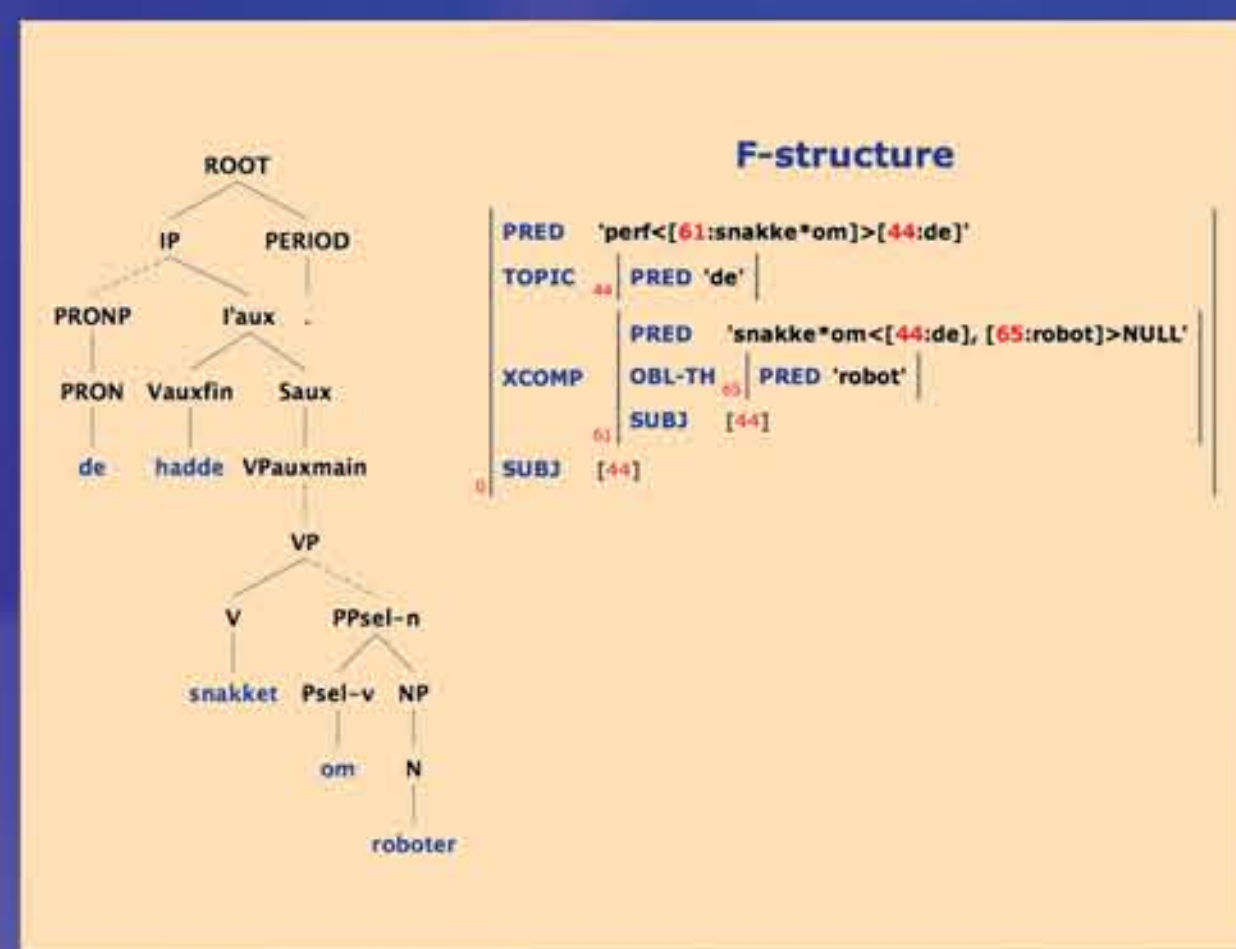 ROOT
IP PERIOD
PRONP I'aux .
PRON Vauxfin Saux
de hadde VPauxmain
VP
V PPsel-n
snakket Psel-v NP
om N
roboter
F-structure
PRED 'perf<[61:snakke*om]>[44:de]'
TOPIC 44 PRED 'de'
PRED 'snakke*om<[44:de], [65:robot]>NULL'
XCOMP OBL-TH 65 PRED 'robot'
61 SUBJ [44]
0 SUBJ [44]